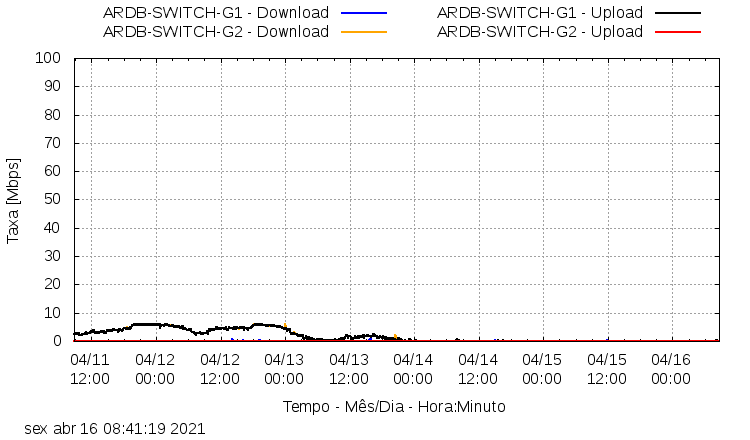 ARDB-SWITCH-G1 - Download ARDB-SWITCH-G1 - Upload
ARDB-SWITCH-G2 - Download ARDB-SWITCH-G2 - Upload
100
90
80
70
60
50
40
30
20
10
0
Taxa [Mbps]
04/11 04/12 04/12 04/13 04/13 04/14 04/14 04/15 04/15 04/16
12:00 00:00 12:00 00:00 12:00 00:00 12:00 00:00 12:00 00:00
Tempo - Mês/Dia - Hora:Minuto
sex abr 16 08:41:19 2021